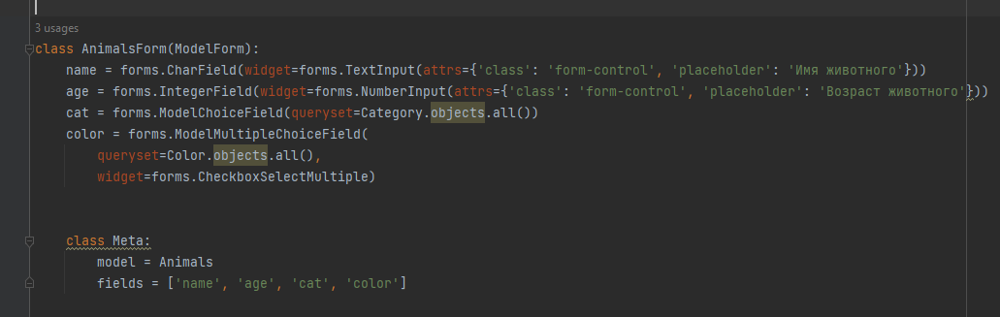 3 usages
class AnimalsForm(ModelForm):
    name = forms.CharField(widget=forms.TextInput(attrs={'class': 'form-control', 'placeholder': 'Имя животного'}))
    age = forms.IntegerField(widget=forms.NumberInput(attrs={'class': 'form-control', 'placeholder': 'Возраст животного'}))
    cat = forms.ModelChoiceField(queryset=Category.objects.all())
    color = forms.ModelMultipleChoiceField(
        queryset=Color.objects.all(),
        widget=forms.CheckboxSelectMultiple)
    class Meta:
        model = Animals
        fields = ['name', 'age', 'cat', 'color']